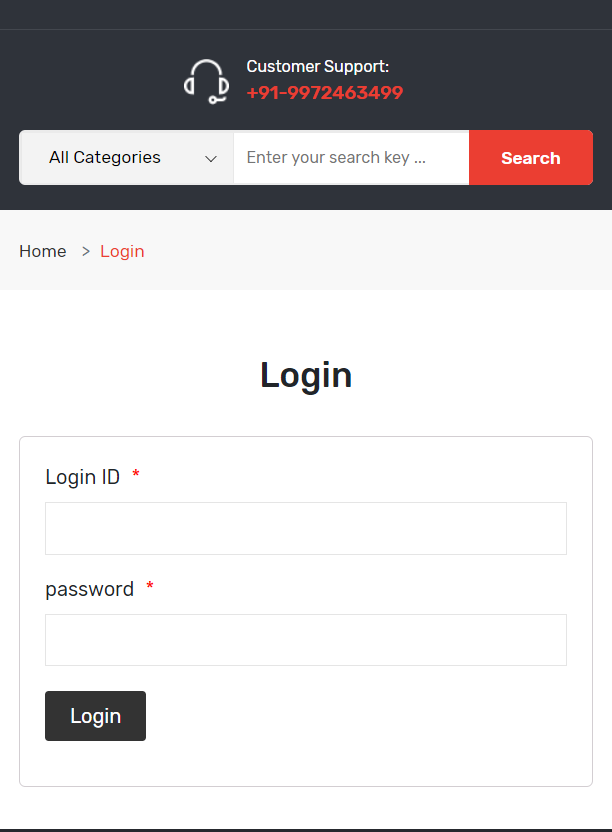 Customer Support:
+91-9972463499
All Categories
Enter your search key ...
Search
Home > Login
Login
Login ID *
password *
Login